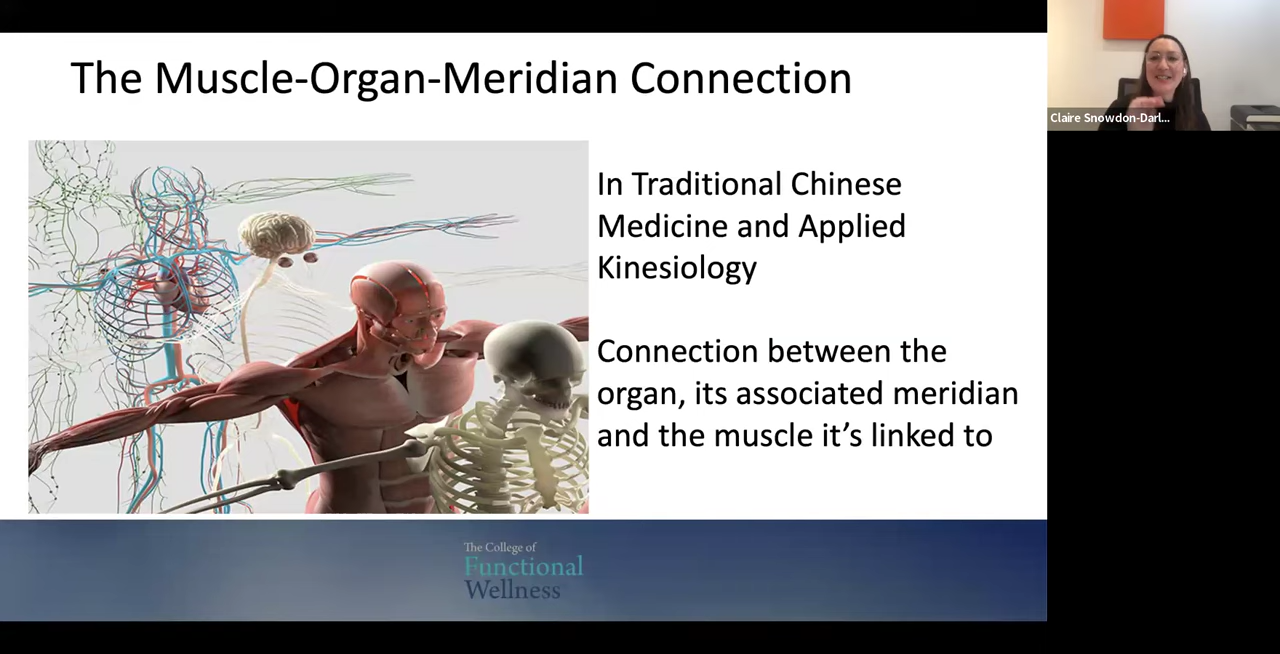 The Muscle-Organ-Meridian Connection
In Traditional Chinese
Medicine and Applied
Kinesiology
Connection between the
organ, its associated meridian
and the muscle it's linked to
The College of
Functional
Wellness
Claire Snowdon-Darl...